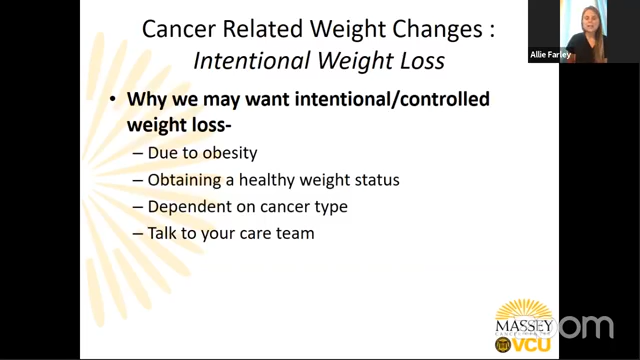 Cancer Related Weight Changes :
Intentional Weight Loss
• Why we may want intentional/controlled
weight loss-
– Due to obesity
– Obtaining a healthy weight status
– Dependent on cancer type
– Talk to your care team
Allie Farley
MASSEY
VCU